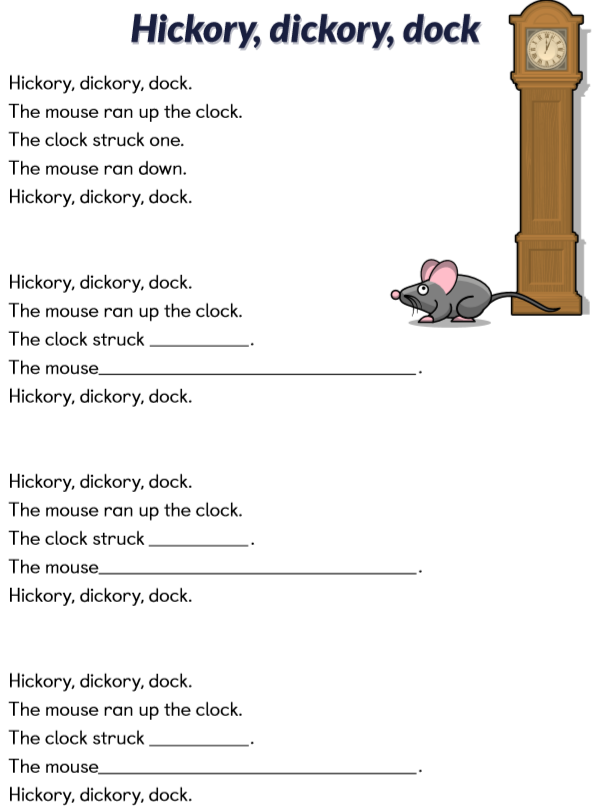 Hickory, dickory, dock
Hickory, dickory, dock.
The mouse ran up the clock.
The clock struck one.
The mouse ran down.
Hickory, dickory, dock.
Hickory, dickory, dock.
The mouse ran up the clock.
The clock struck __________.
The mouse________________________________.
Hickory, dickory, dock.
Hickory, dickory, dock.
The mouse ran up the clock.
The clock struck __________.
The mouse________________________________.
Hickory, dickory, dock.
Hickory, dickory, dock.
The mouse ran up the clock.
The clock struck __________.
The mouse________________________________.
Hickory, dickory, dock.